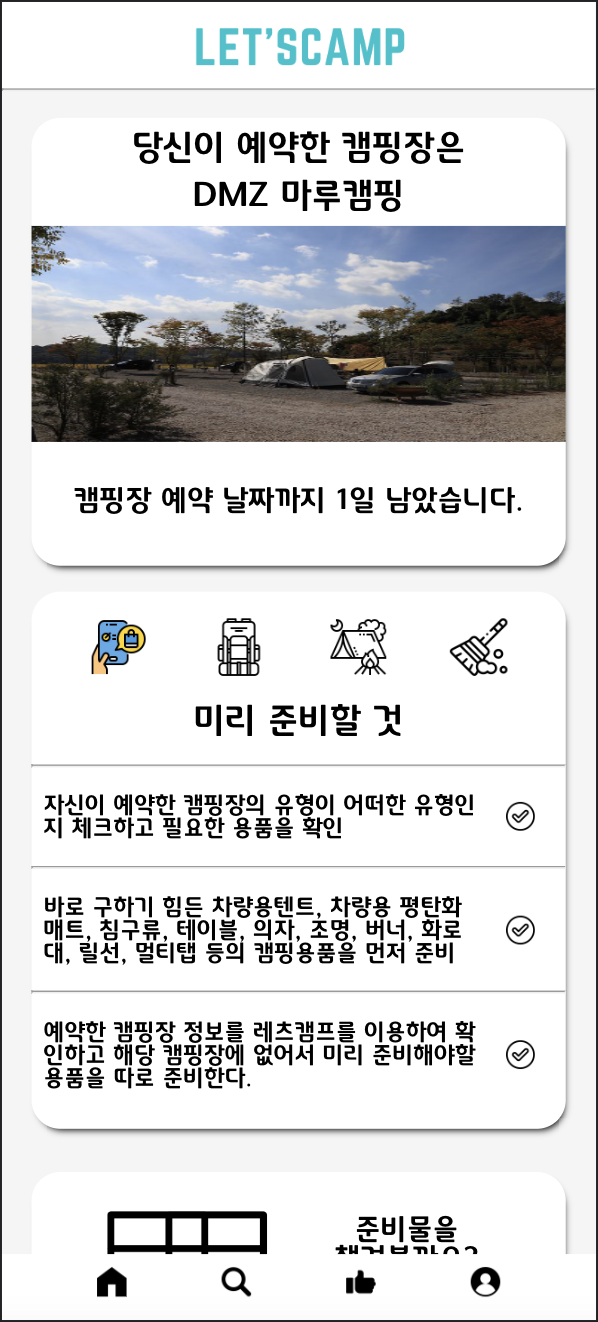 LET'SCAMP
당신이 예약한 캠핑장은
DMZ 마루캠핑
캠핑장 예약 날짜까지 1일 남았습니다.
미리 준비할 것
자신이 예약한 캠핑장의 유형이 어떠한 유형인
지 체크하고 필요한 용품을 확인
바로 구하기 힘든 차량용텐트, 차량용 평탄화
매트, 침구류, 테이블, 의자, 조명, 버너, 화로
대, 릴선, 멀티탭 등의 캠핑용품을 먼저 준비
예약한 캠핑장 정보를 레츠캠프를 이용하여 확
인하고 해당 캠핑장에 없어서 미리 준비해야할
용품을 따로 준비한다.
준비물을